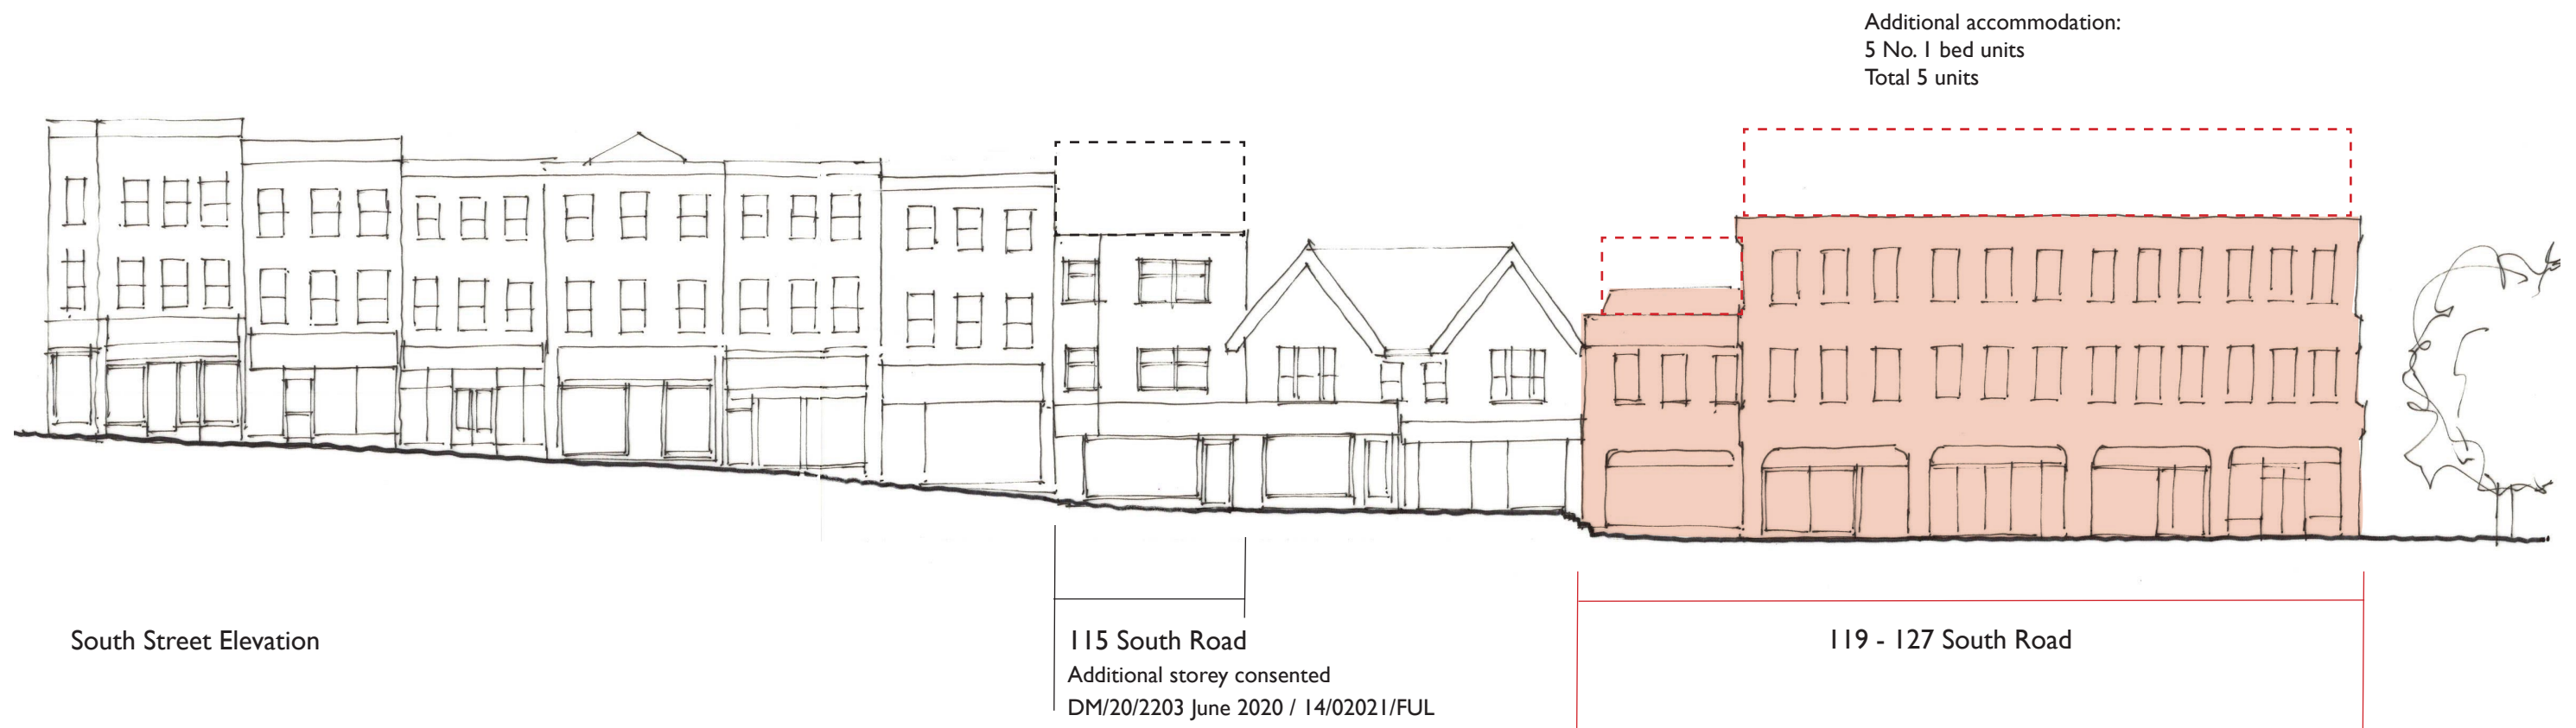 Additional accommodation:
5 No. 1 bed units
Total 5 units
South Street Elevation
115 South Road
Additional storey consented
DM/20/2203 June 2020 / 14/02021/FUL
119 - 127 South Road